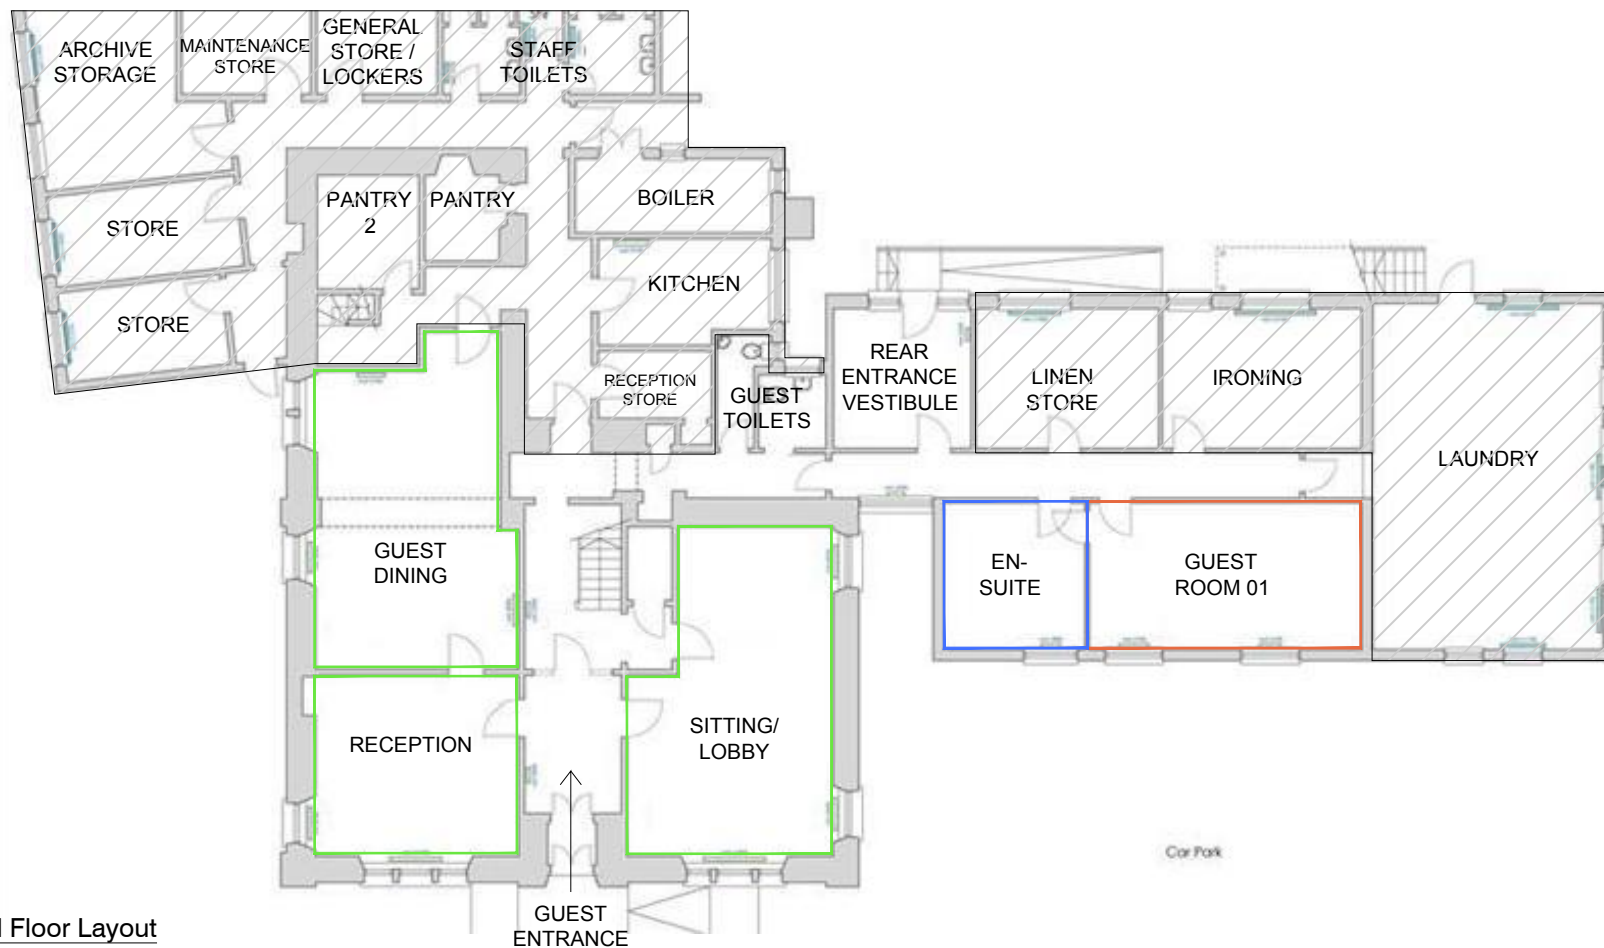 ARCHIVE
STORAGE
MAINTENANCE
STORE
GENERAL
STORE /
LOCKERS
STAFF
TOILETS
STORE
PANTRY
2
PANTRY
BOILER
STORE
KITCHEN
RECEPTION
STORE
GUEST
TOILETS
REAR
ENTRANCE
VESTIBULE
LINEN
STORE
IRONING
LAUNDRY
GUEST
DINING
EN-
SUITE
GUEST
ROOM 01
RECEPTION
SITTING/
LOBBY
Car Park
GUEST
ENTRANCE
Floor Layout